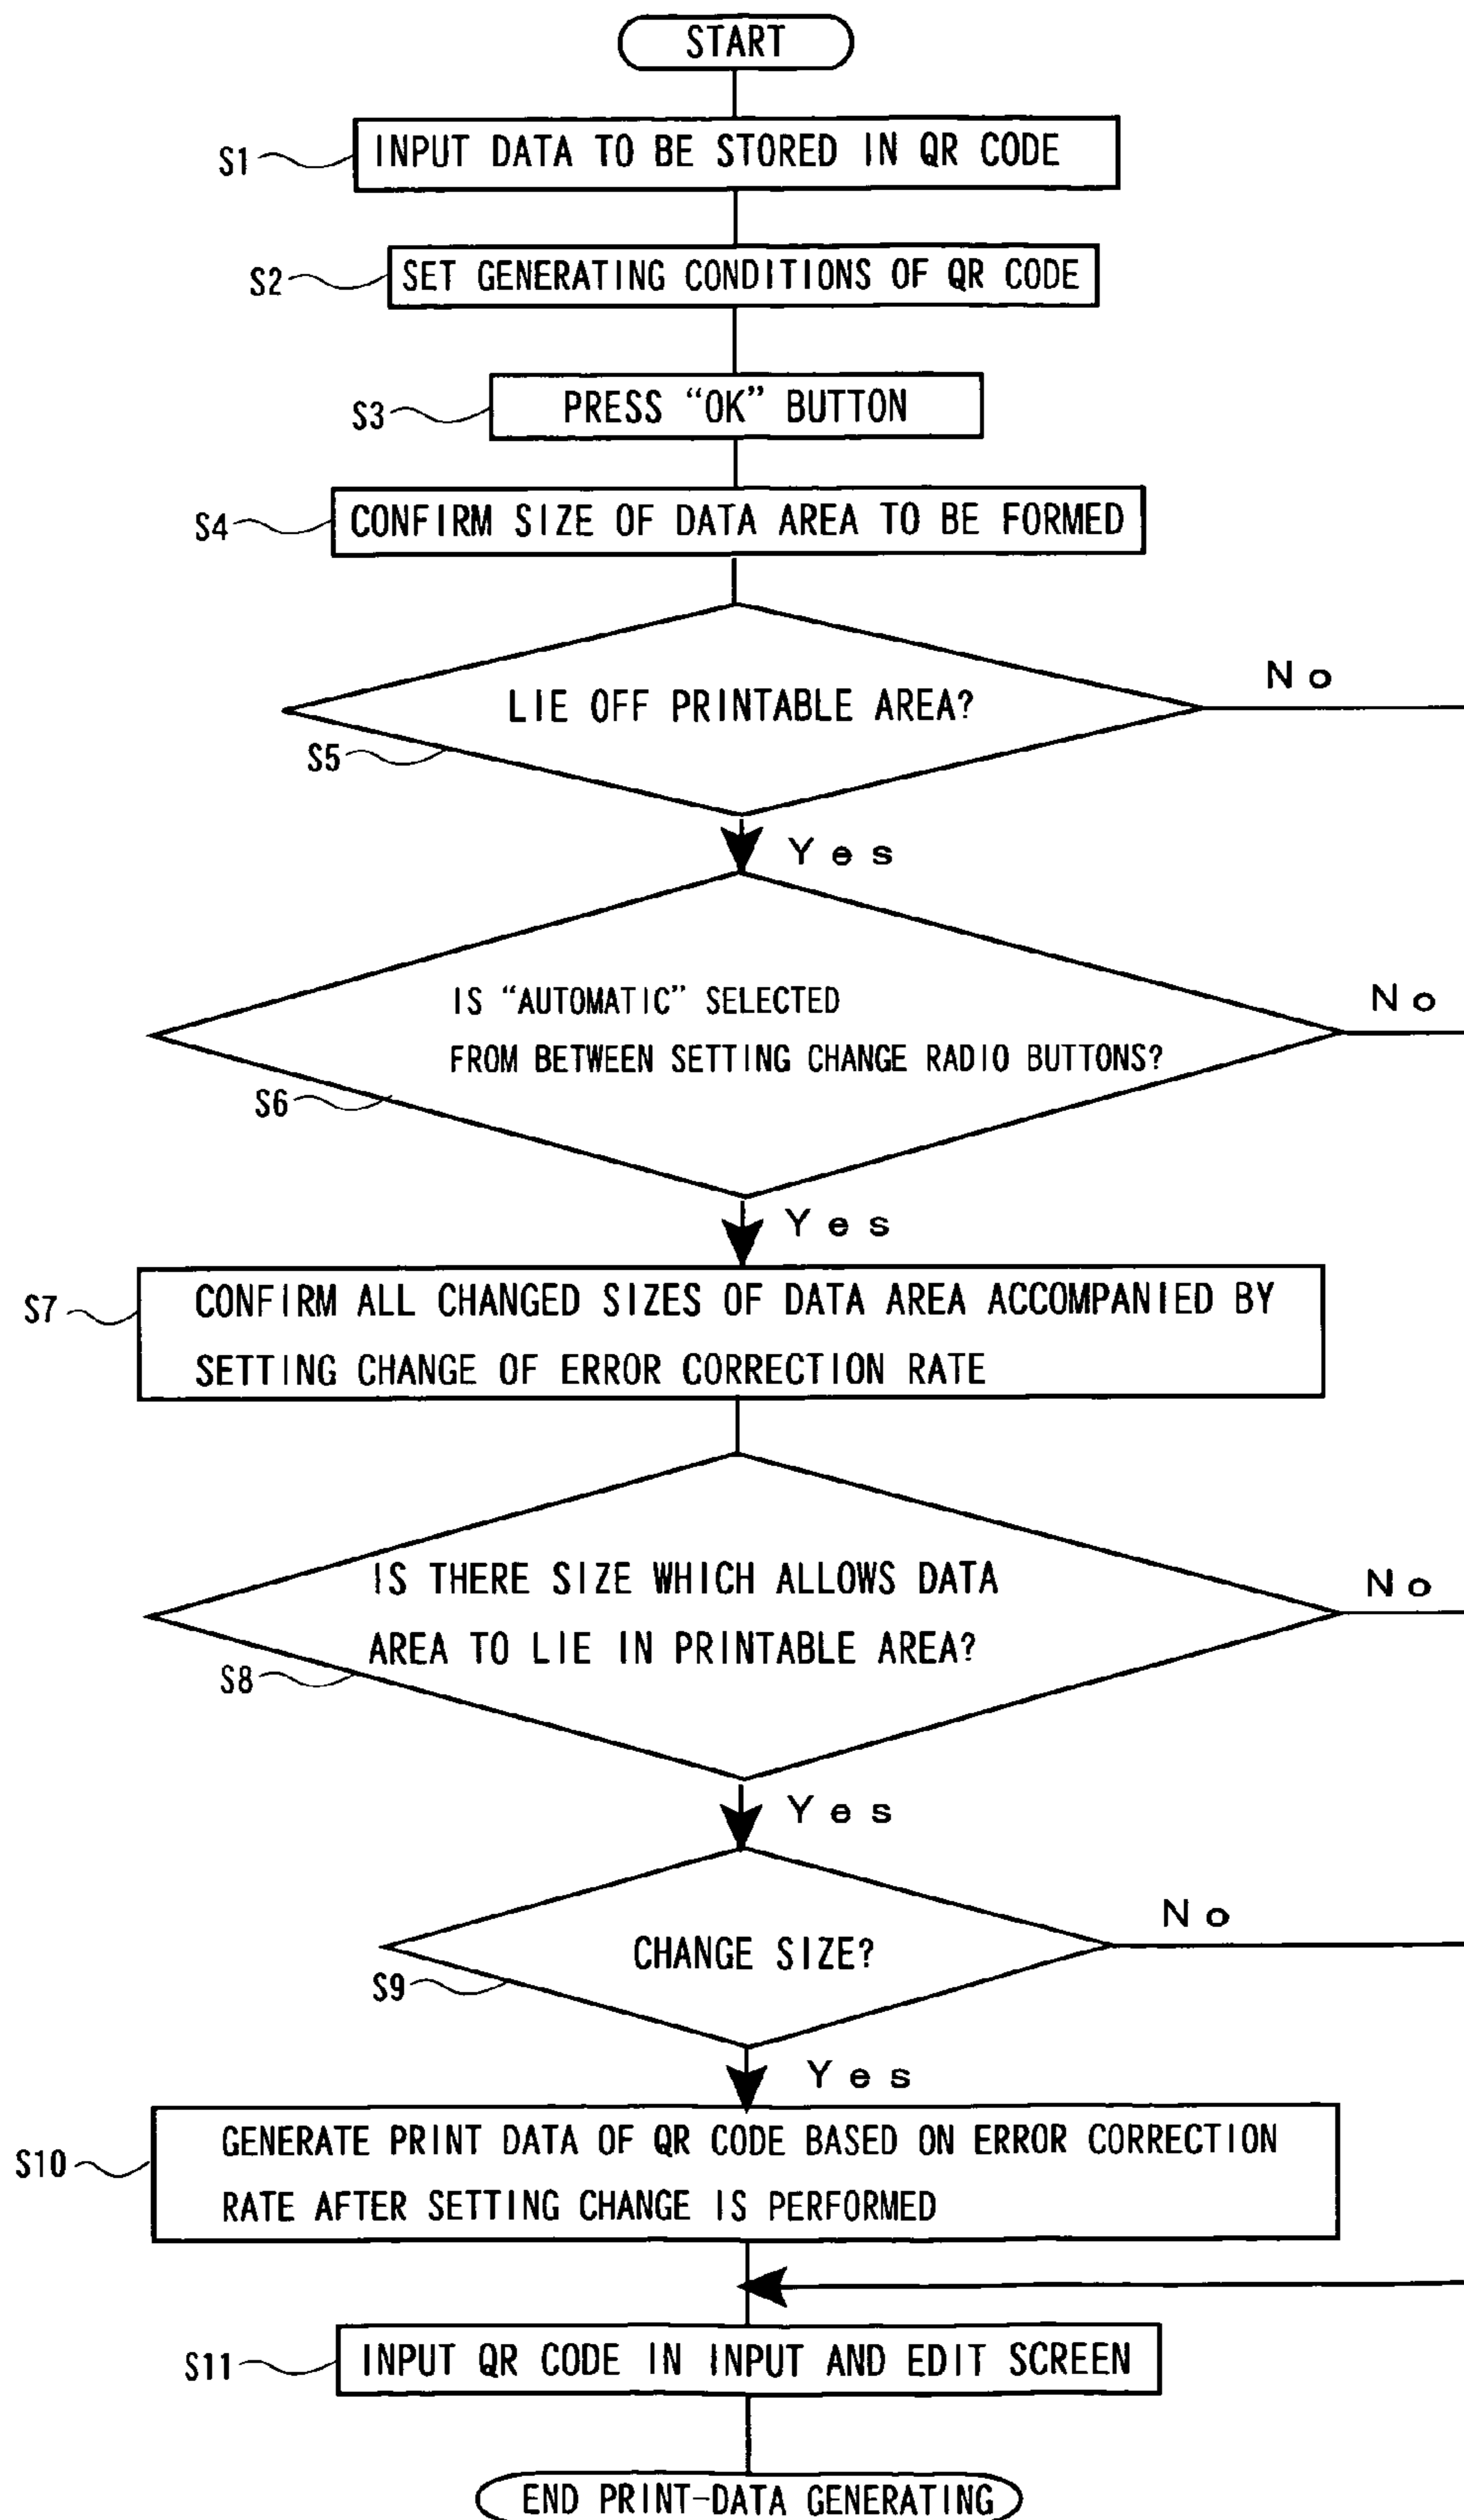 START
S1 INPUT DATA TO BE STORED IN QR CODE
S2 SET GENERATING CONDITIONS OF QR CODE
S3 PRESS “OK” BUTTON
S4 CONFIRM SIZE OF DATA AREA TO BE FORMED
No
LIE OFF PRINTABLE AREA?
S5
Yes
IS “AUTOMATIC” SELECTED
No
FROM BETWEEN SETTING CHANGE RADIO BUTTONS?
S6
Yes
S7 CONFIRM ALL CHANGED SIZES OF DATA AREA ACCOMPANIED BY
SETTING CHANGE OF ERROR CORRECTION RATE
IS THERE SIZE WHICH ALLOWS DATA
No
AREA TO LIE IN PRINTABLE AREA?
S8
Yes
No
CHANGE SIZE?
S9
Yes
S10 GENERATE PRINT DATA OF QR CODE BASED ON ERROR CORRECTION
RATE AFTER SETTING CHANGE IS PERFORMED
S11 INPUT QR CODE IN INPUT AND EDIT SCREEN
END PRINT-DATA GENERATING